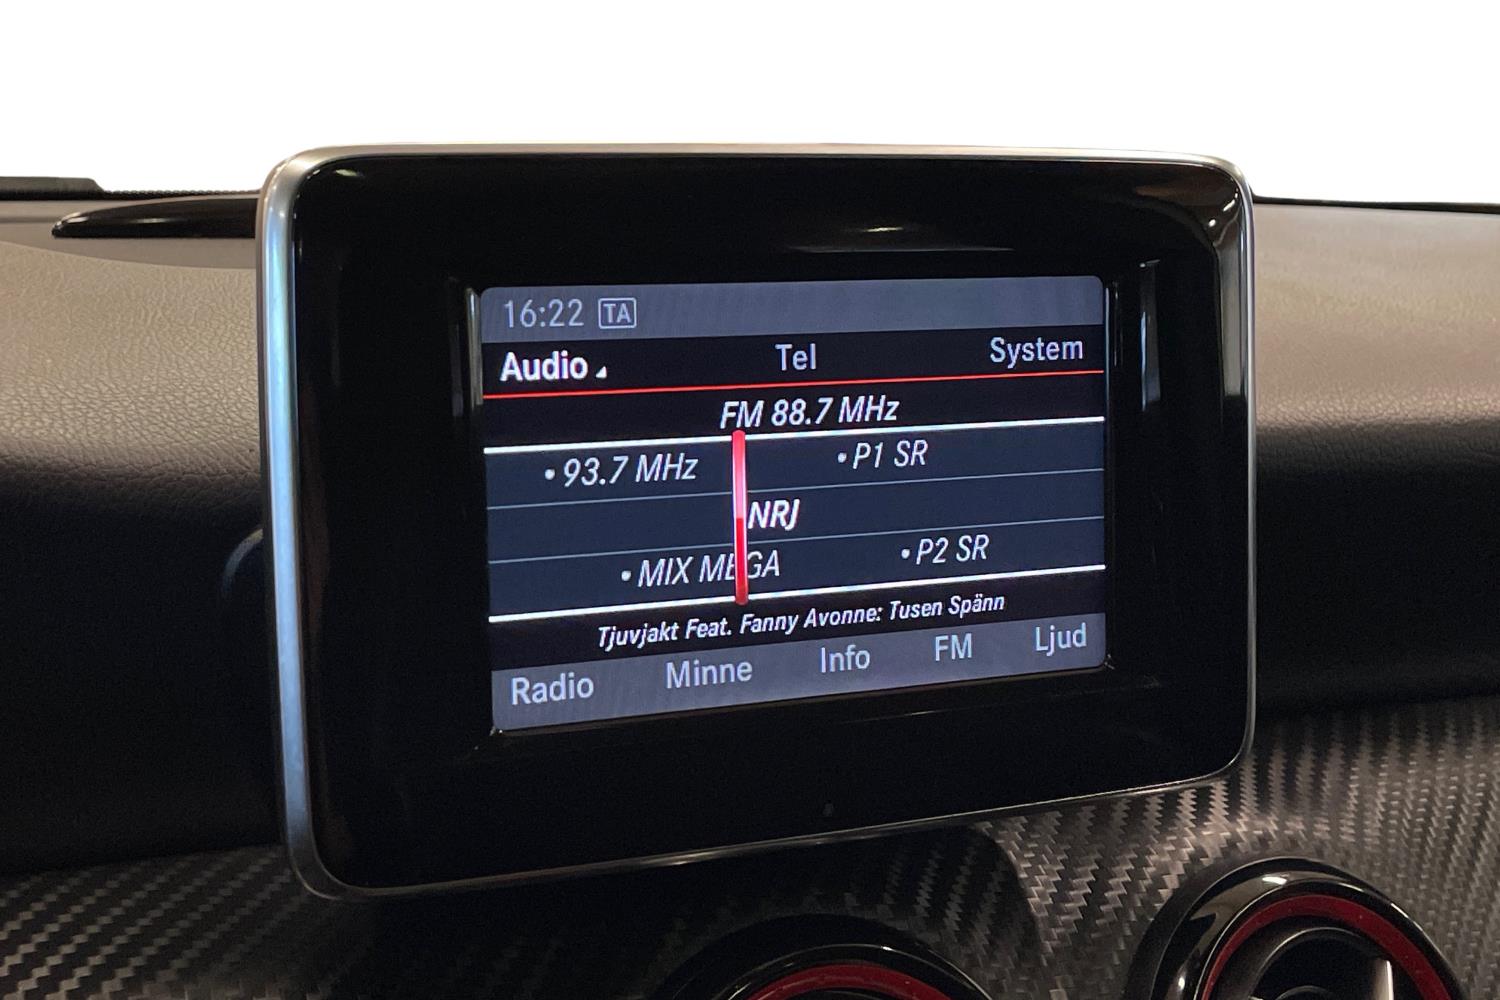 16:22 TA
Audio Tel System
FM 88.7 MHz
• 93.7 MHz • P1 SR
NRJ
• MIX MEGA • P2 SR
Tjuvjakt Feat. Fanny Avonne: Tusen Spänn
Radio Minne Info FM Ljud